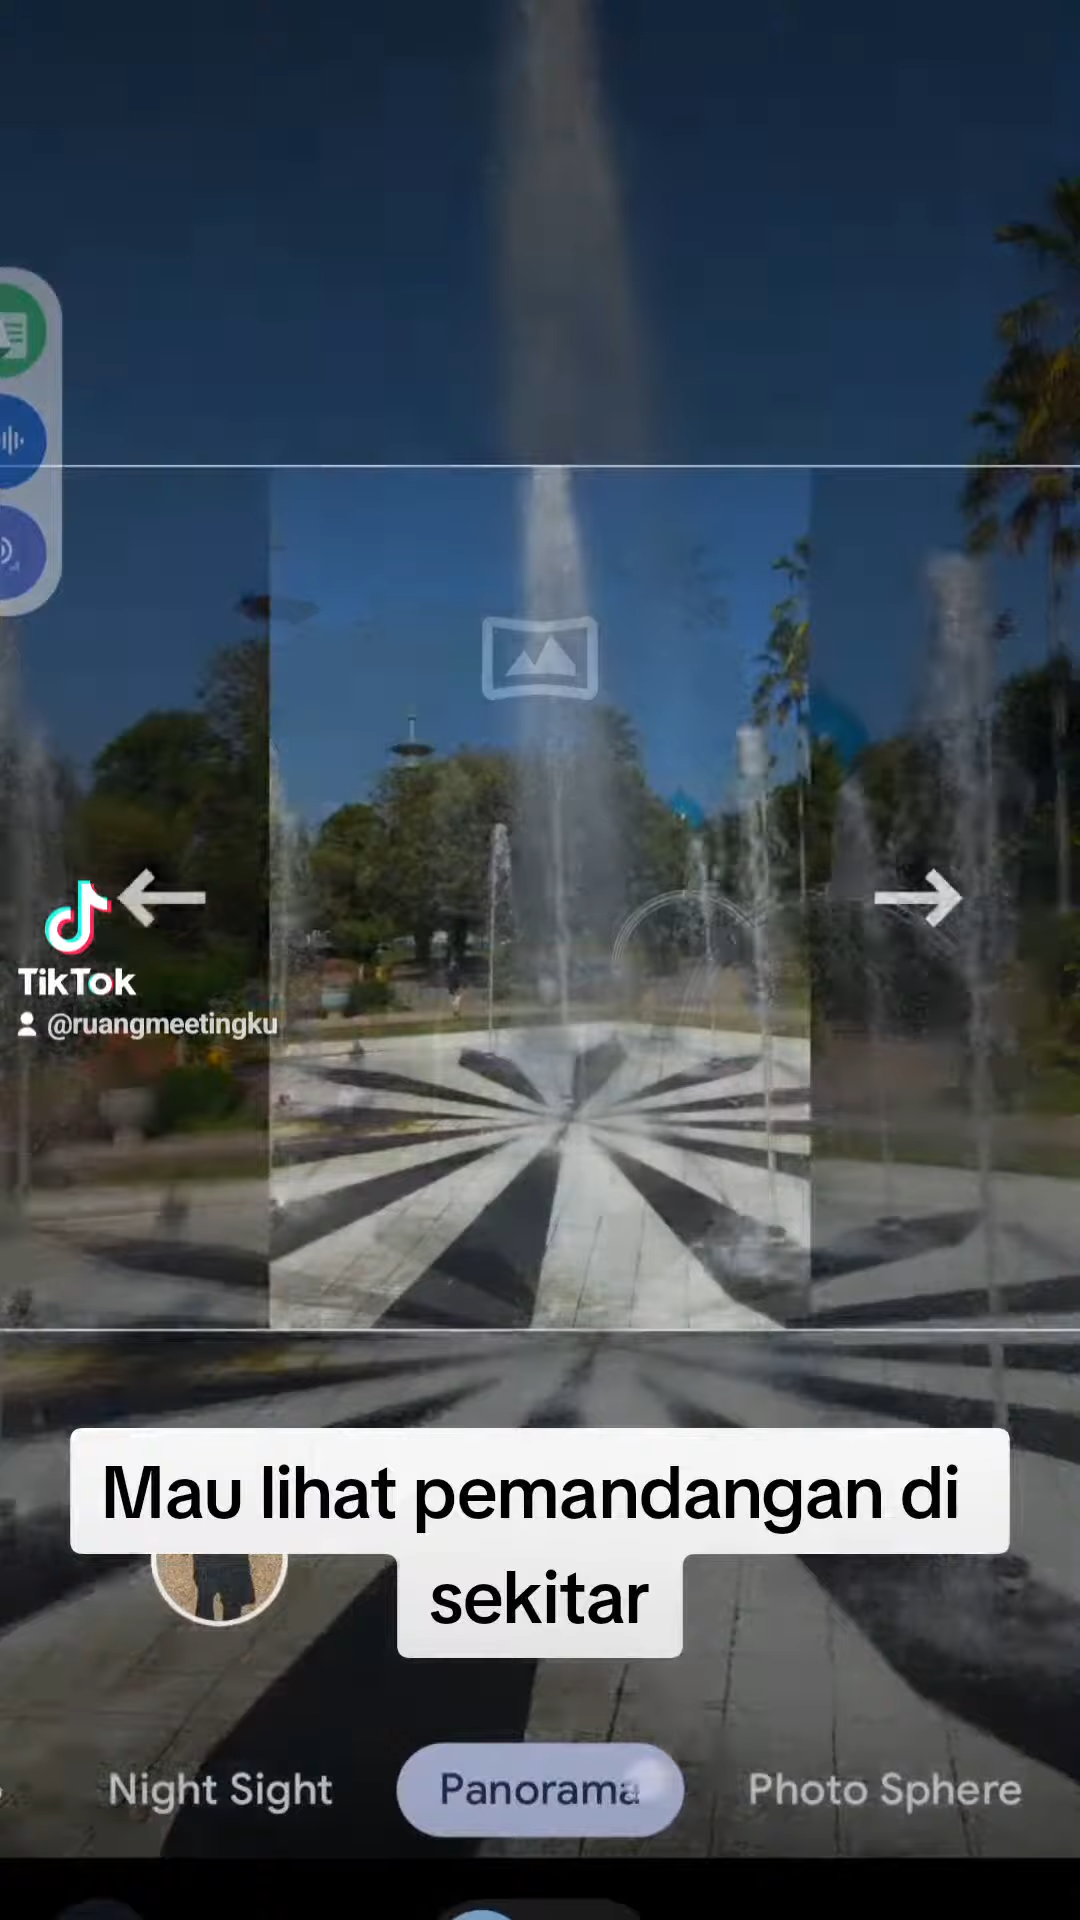 TikTok
@ruangmeetingku
Mau lihat pemandangan di
sekitar
Night Sight
Panorama
Photo Sphere